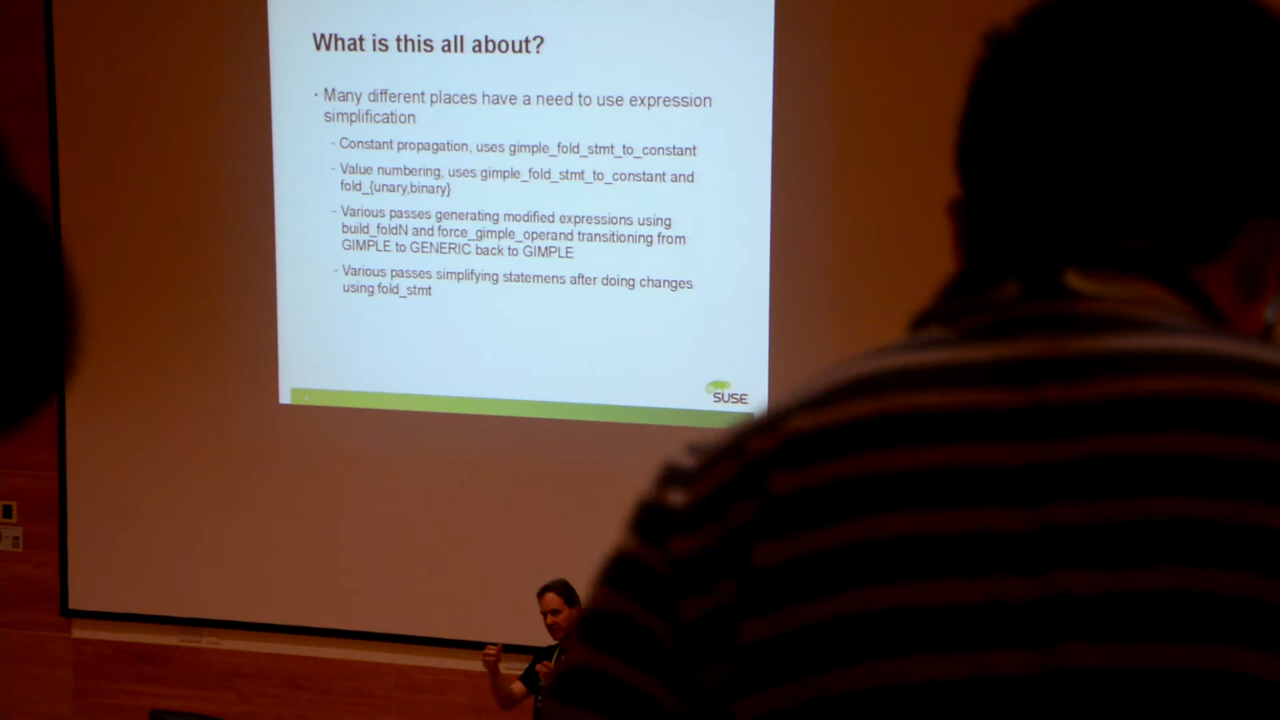 What is this all about?
· Many different places have a need to use expression
simplification
- Constant propagation, uses gimple_fold_stmt_to_constant
- Value numbering, uses gimple_fold_stmt_to_constant and
fold_{unary,binary}
- Various passes generating modified expressions using
build_foldN and force_gimple_operand transitioning from
GIMPLE to GENERIC back to GIMPLE
- Various passes simplifying statemens after doing changes
using fold_stmt
SUSE